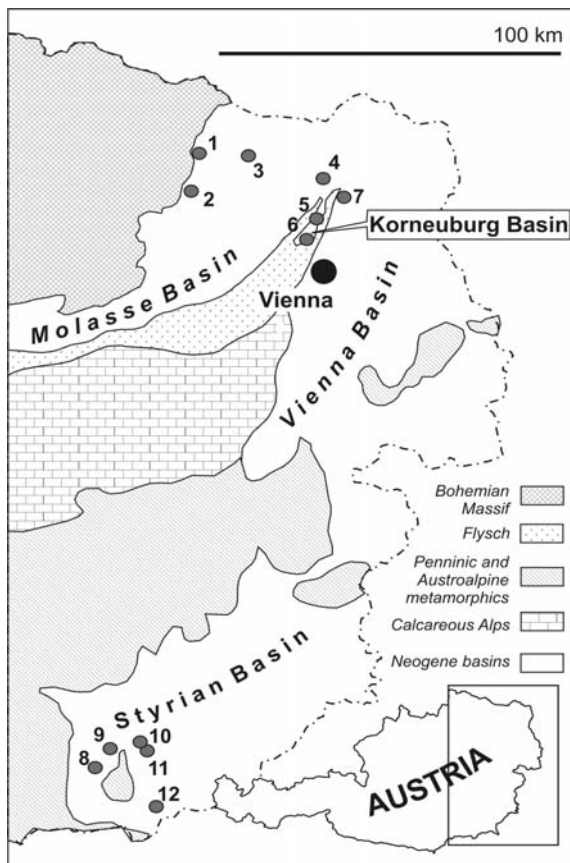 100 km
1
2
3
4
5
7
6
Korneuburg Basin
Molasse Basin
Vienna
Vienna Basin
Bohemian
Massif
Flysch
Penninic and
Austroalpine
metamorphics
Calcareous Alps
Neogene basins
Styrian Basin
9
10
8
11
12
AUSTRIA